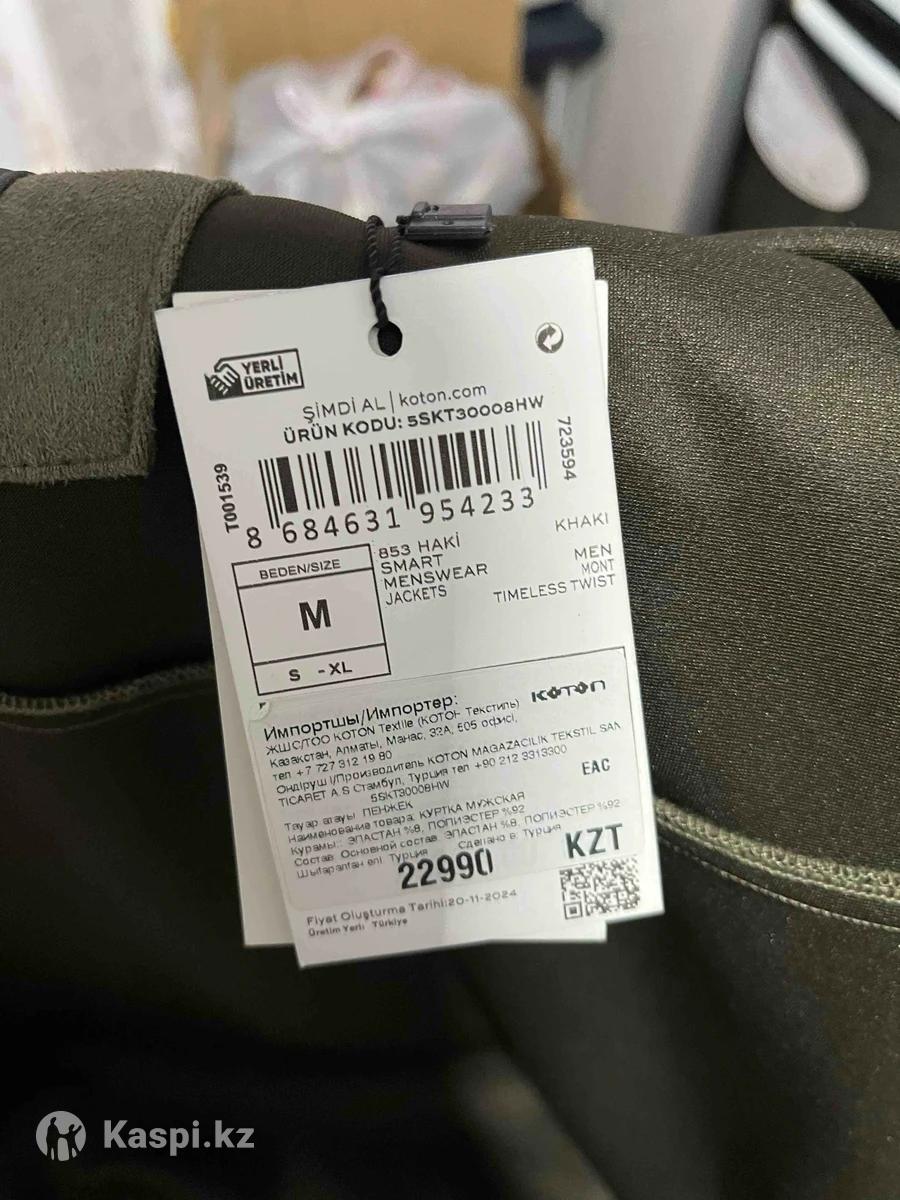 YERLİ
ÜRETİM
ŞİMDİ AL | koton.com
ÜRÜN KODU: 5SKT30008HW
T001539
723594
8 684631 954233
BEDEN/SIZE
M
S -XL
853 HAKİ
SMART
MENSWEAR
JACKETS
KHAKI
MEN
MONT
TIMELESS TWIST
KOTON
Импортшы/Импортер:
ЖШС/ТОО KOTON Textile (КОТОН Текстиль)
Казакстан, Алматы, Манас, 32А, 505 офисі,
тел +7 727 312 19 80
Өндіруші/Производитель KOTON MAGAZACILIK TEKSTIL SAN
TICARET A.S Стамбул, Турция тел +90 212 3313300
5SKT30008HW
EAC
Тауар атауы ПЕНЖЕК
Наименование товара: КУРТКА МУЖСКАЯ
Курамы.: ЭЛАСТАН %8, ПОЛИЭСТЕР %92
Состав: Основной состав: ЭЛАСТАН %8, ПОЛИЭСТЕР %92
Шығарылған елі: Турция Сделано в: Турция
22990 KZT
Fiyat Oluşturma Tarihi:20-11-2024
Üretim Yeri: Türkiye
Kaspi.kz